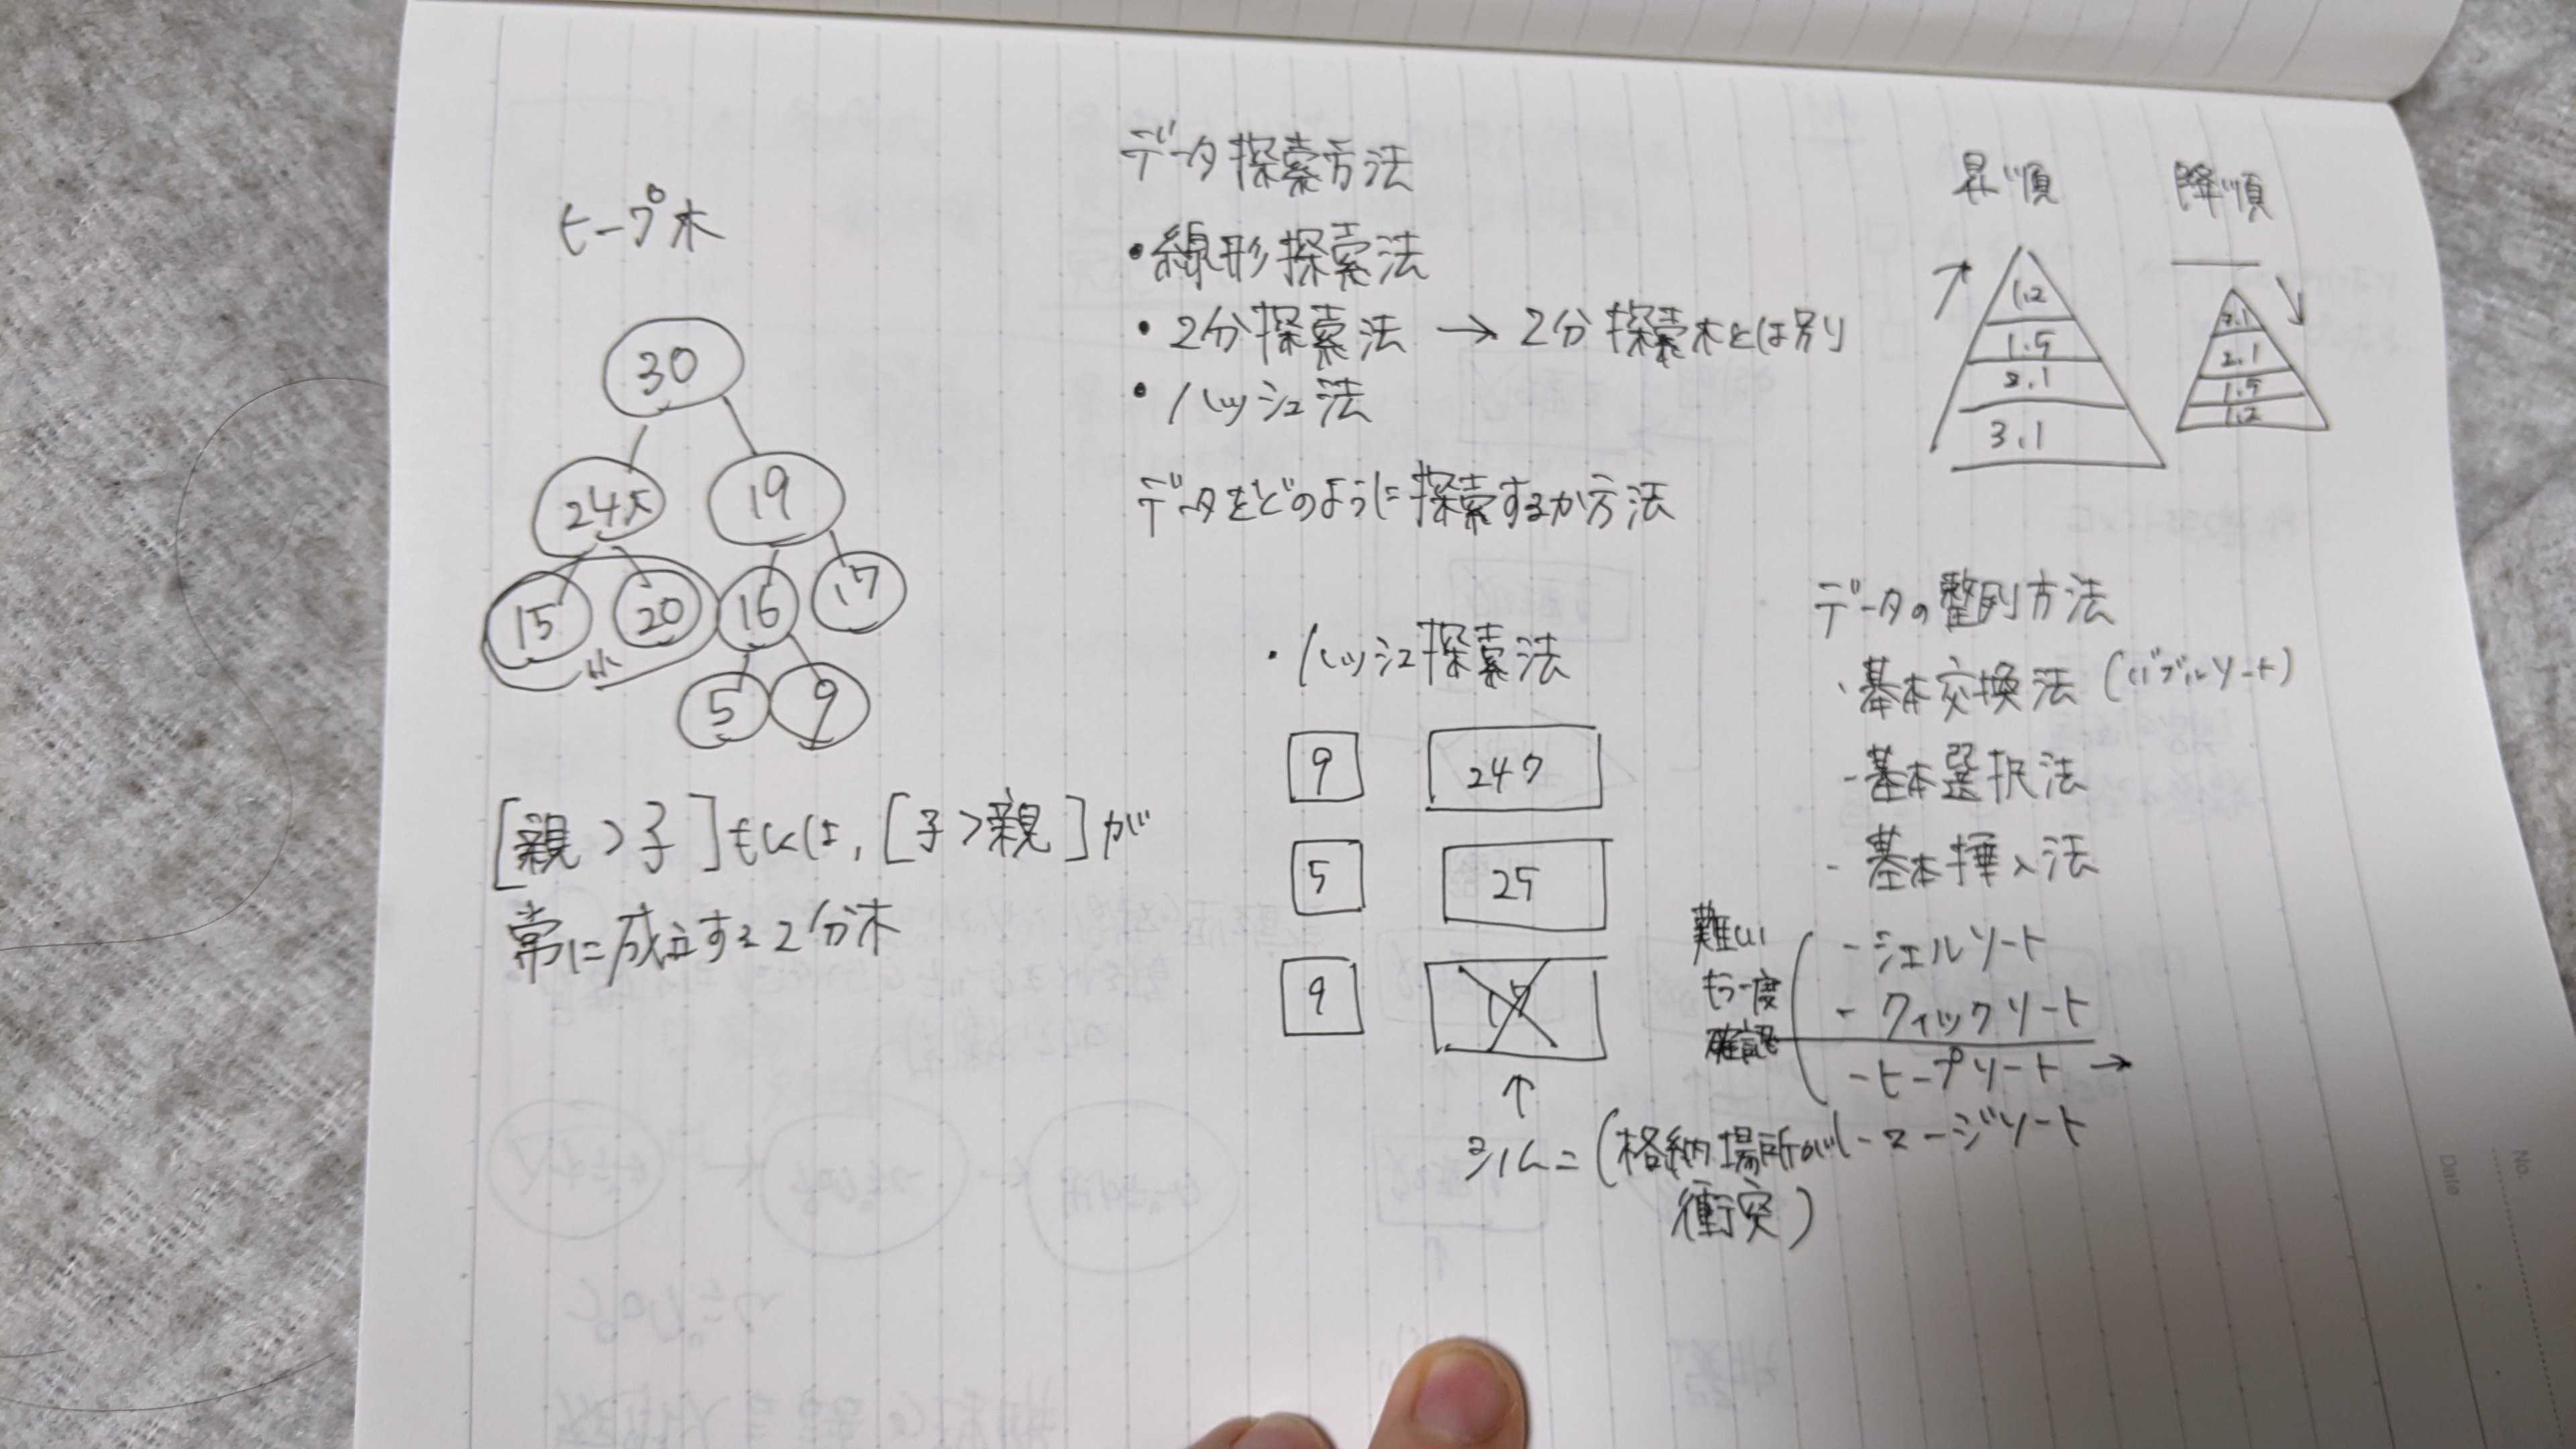 ヒープ木
30
24
19
15
20
16
17
5
9
[親>子]もしくは,[子>親]が
常に成立する2分木
データ探索方法
・線形探索法
・2分探索法 → 2分探索木とは別
・ハッシュ法
データをどのように探索するか方法
・ハッシュ探索法
9 247
5 25
9
↑
シノニム=(格納場所が
衝突)
昇順
1.2
1.5
2.1
3.1
降順
3.1
2.1
1.5
1.2
データの整列方法
・基本交換法(バブルソート)
-基本選択法
-基本挿入法
難しい
もう一度
確認
-シェルソート
-クイックソート
-ヒープソート →
-マージソート
No.
Date